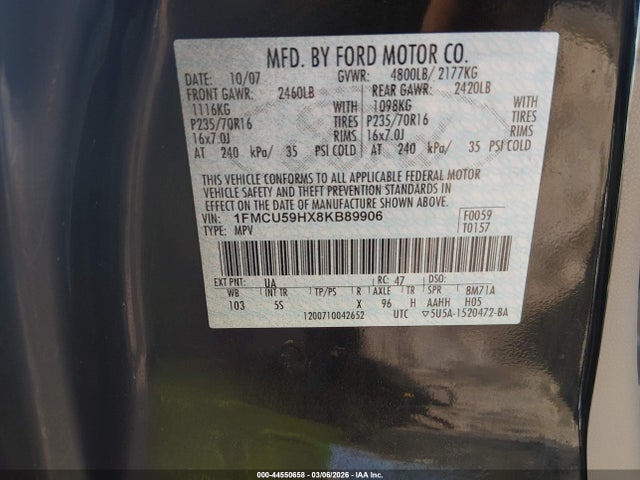 MFD. BY FORD MOTOR CO.
DATE: 10/07 GVWR: 4800LB/ 2177KG
FRONT GAWR: 2460LB REAR GAWR: 2420LB
1116KG WITH 1098KG WITH
P235/70R16 TIRES P235/70R16 TIRES
16x7.0J RIMS 16x7.0J RIMS
AT 240 kPa/ 35 PSI COLD AT 240 kPa/ 35 PSI COLD
THIS VEHICLE CONFORMS TO ALL APPLICABLE FEDERAL MOTOR
VEHICLE SAFETY AND THEFT PREVENTION STANDARDS IN
EFFECT ON THE DATE OF MANUFACTURE SHOWN ABOVE.
VIN: 1FMCU59HX8KB89906 F0059
TYPE: MPV T0157
EXT PNT: UA RC: 47 DSO:
WB INT TR TP/PS R AXLE TR SPR 8M71A
103 5S X 96 H AAHH H05
1200710042652 UTC 5U5A-1520472-BA
000-44550658 - 03/06/2026 - IAA Inc.